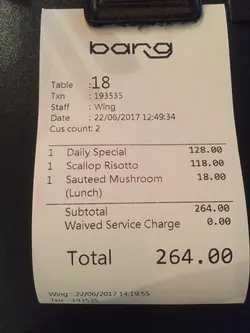 bang
Table : 18
Txn : 193535
Staff : Wing
Date : 22/06/2017 12:49:34
Cus count: 2
1 Daily Special 128.00
1 Scallop Risotto 118.00
1 Sauteed Mushroom 18.00
(Lunch)
Subtotal 264.00
Waived Service Charge 0.00
Total 264.00
Wing : 22/06/2017 14:19:55
Txn : 193535